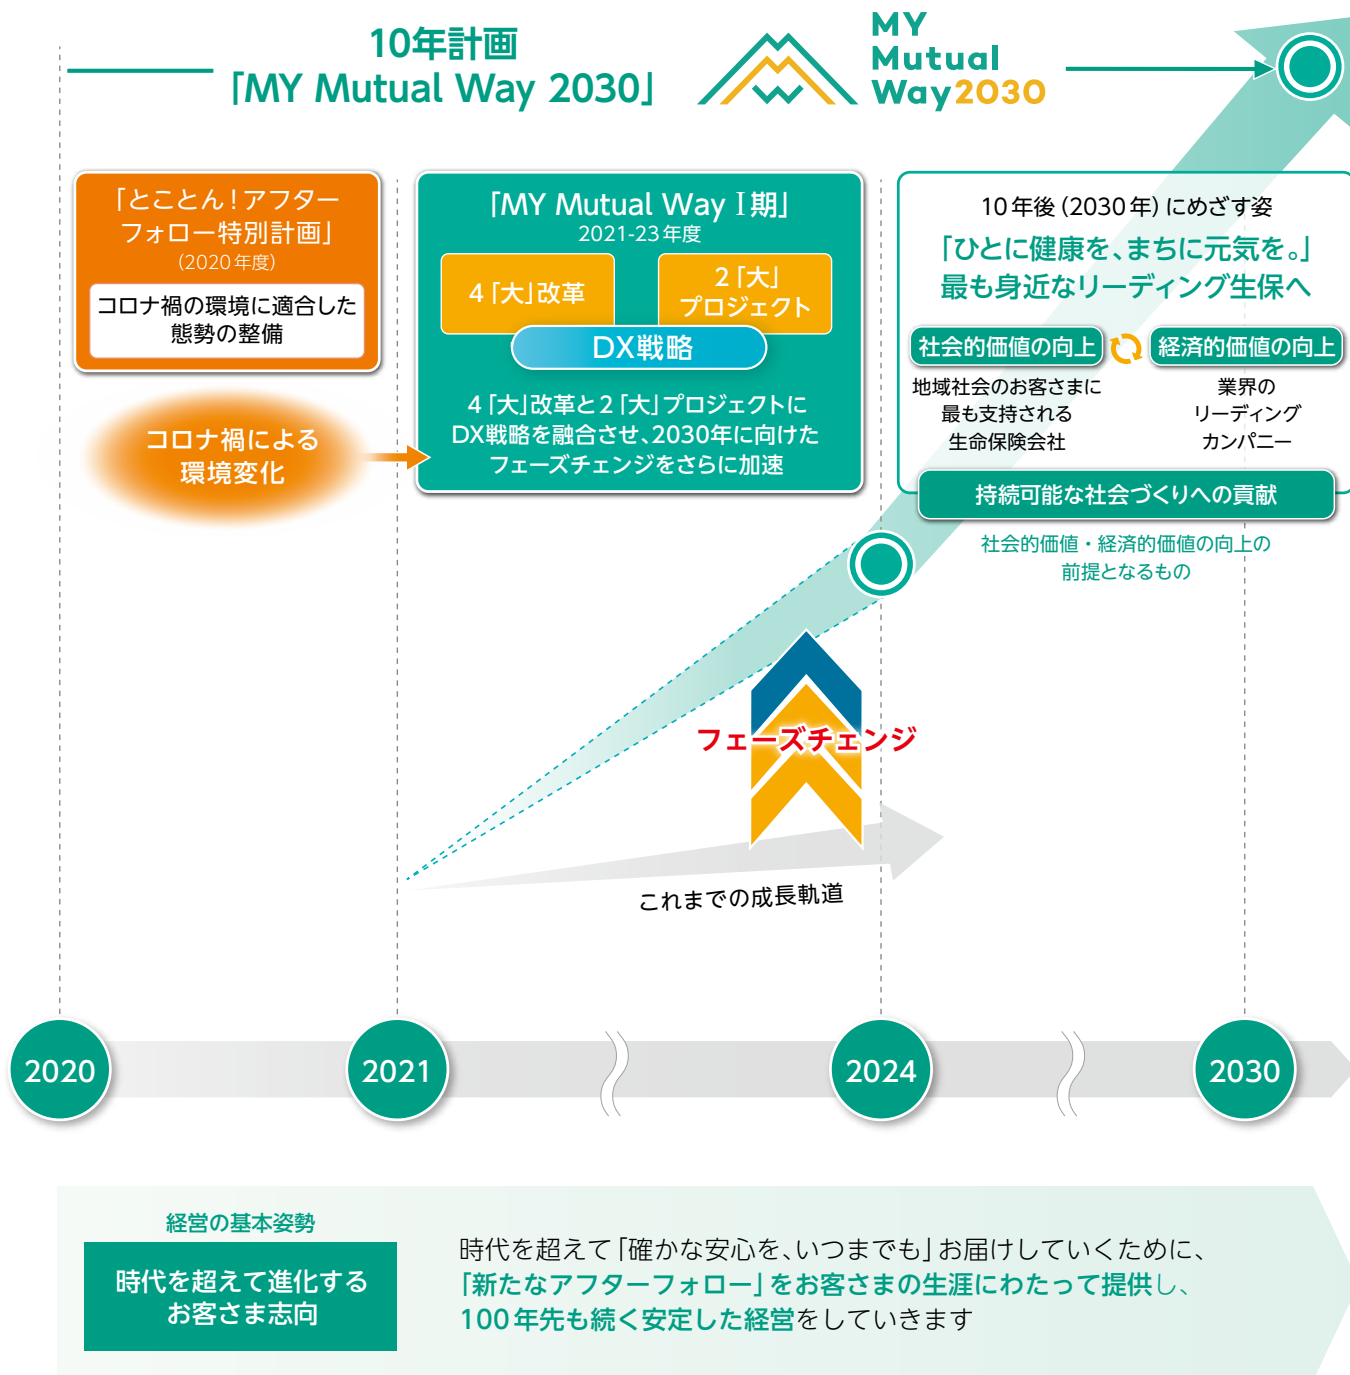 10年計画
「MY Mutual Way 2030」
MY
Mutual
Way2030
「とことん！アフター
フォロー特別計画」
(2020年度)
コロナ禍の環境に適合した
態勢の整備
コロナ禍による
環境変化
「MY Mutual Way Ⅰ期」
2021-23年度
4「大」改革
2「大」
プロジェクト
DX戦略
4「大」改革と2「大」プロジェクトに
DX戦略を融合させ、2030年に向けた
フェーズチェンジをさらに加速
10年後（2030年）にめざす姿
「ひとに健康を、まちに元気を。」
最も身近なリーディング生保へ
社会的価値の向上
経済的価値の向上
地域社会のお客さまに
最も支持される
生命保険会社
業界の
リーディング
カンパニー
持続可能な社会づくりへの貢献
社会的価値・経済的価値の向上の
前提となるもの
フェーズチェンジ
これまでの成長軌道
2020
2021
2024
2030
経営の基本姿勢
時代を超えて進化する
お客さま志向
時代を超えて「確かな安心を、いつまでも」お届けしていくために、
「新たなアフターフォロー」をお客さまの生涯にわたって提供し、
100年先も続く安定した経営をしていきます